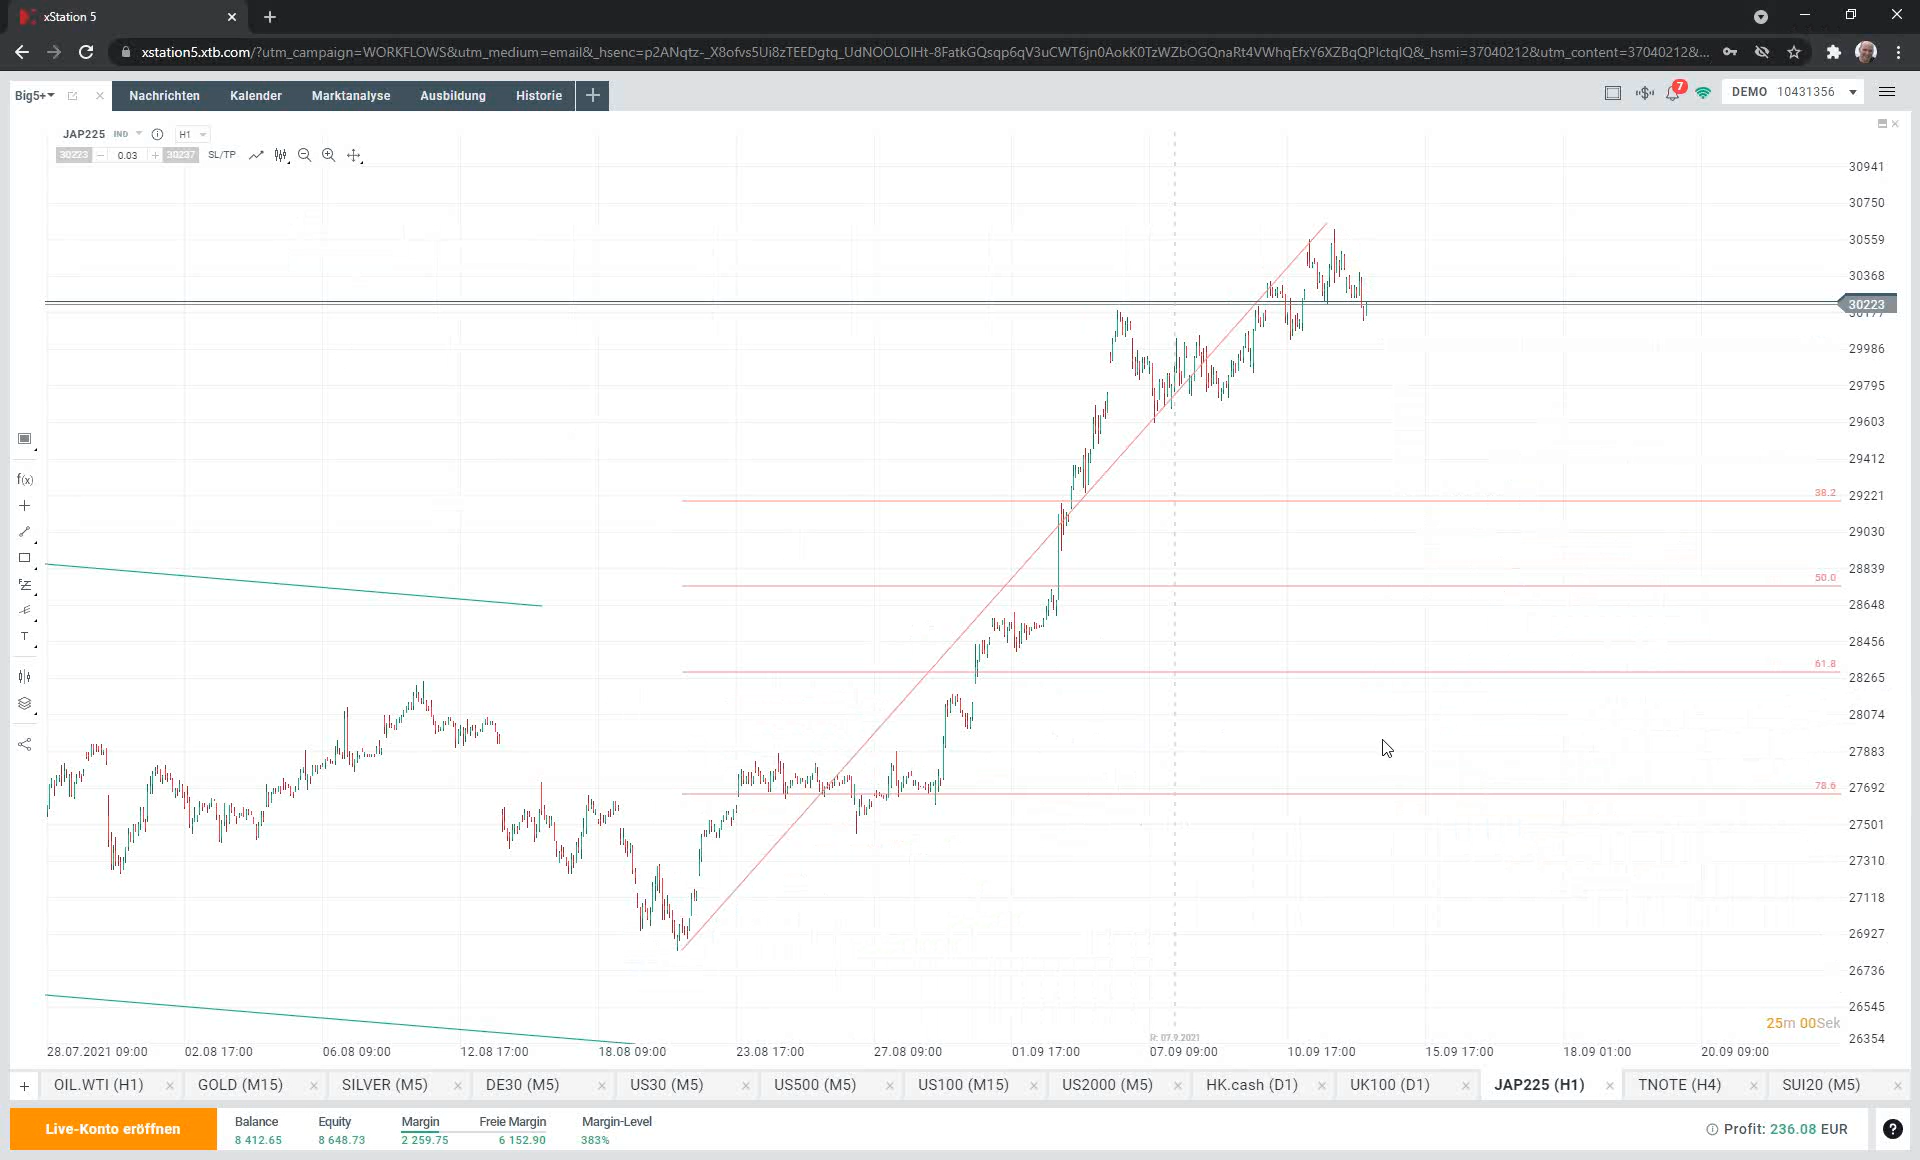 xStation 5
xstation5.xtb.com/?utm_campaign=WORKFLOWS&utm_medium=email&_hsenc=p2ANqtz-_X8ofvs5Ui8zTEEDgtq_UdNOOLOIHt-8FatkGQsqp6qV3uCWT6jn0AokK0TzWZbOGQnaRt4VWhqEfxY6XZBqQPlctqIQ&_hsmi=37040212&utm_content=37040212&...
Big5+ Nachrichten Kalender Marktanalyse Ausbildung Historie 7 DEMO 10431356
JAP225 IND H1
30223 0.03 30237 SL/TP
30941
30750
30559
30368
30223
30177
29986
29795
29603
29412
38.2
29221
29030
50.0
28839
28648
28456
61.8
28265
28074
27883
78.6
27692
27501
27310
27118
26927
26736
26545
26354
f(x)
T
25m 00Sek
R: 07.9.2021
28.07.2021 09:00 02.08 17:00 06.08 09:00 12.08 17:00 18.08 09:00 23.08 17:00 27.08 09:00 01.09 17:00 07.09 09:00 10.09 17:00 15.09 17:00 18.09 01:00 20.09 09:00
OIL.WTI (H1) GOLD (M15) SILVER (M5) DE30 (M5) US30 (M5) US500 (M5) US100 (M15) US2000 (M5) HK.cash (D1) UK100 (D1) JAP225 (H1) TNOTE (H4) SUI20 (M5)
Live-Konto eröffnen
Balance Equity Margin Freie Margin Margin-Level
8 412.65 8 648.73 2 259.75 6 152.90 383%
Profit: 236.08 EUR